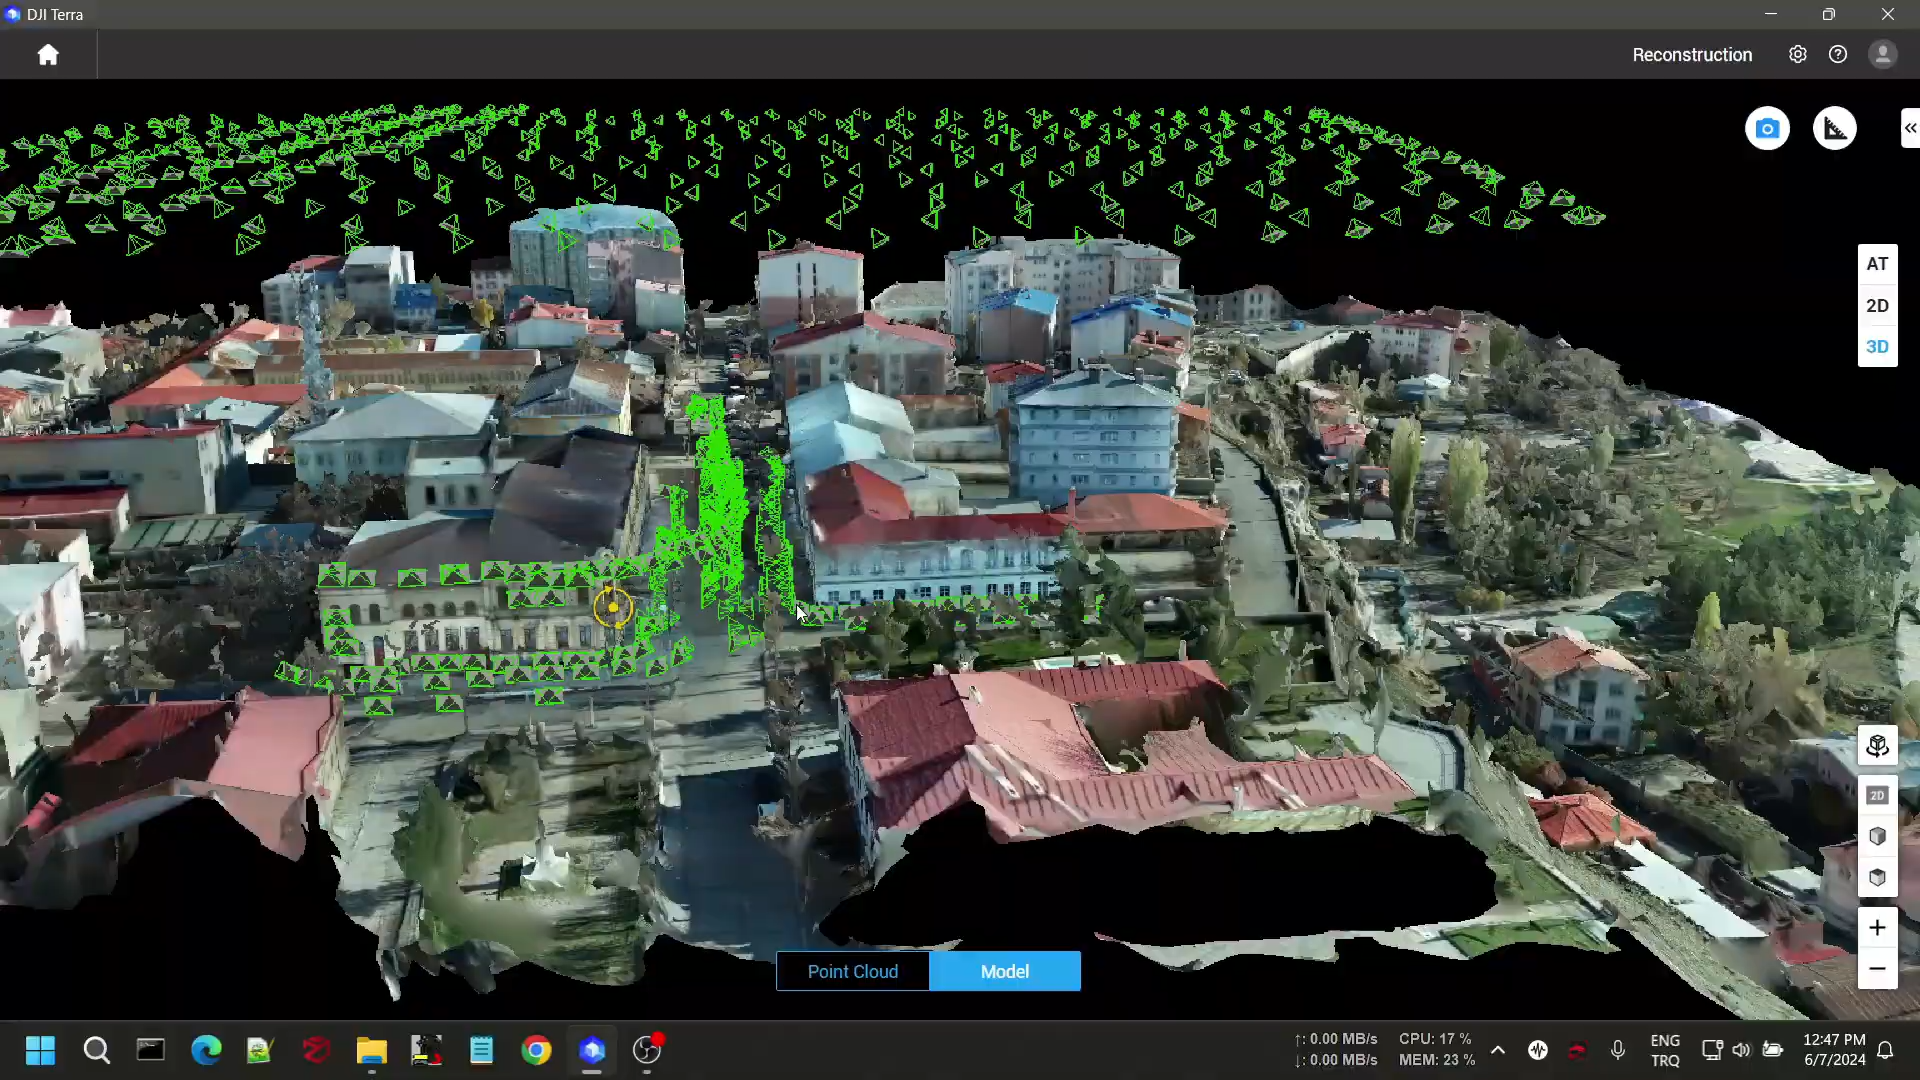 DJI Terra
Reconstruction
AT
2D
3D
2D
Point Cloud
Model
↑: 0.00 MB/s
↓: 0.00 MB/s
CPU: 17 %
MEM: 23 %
ENG
TRQ
12:47 PM
6/7/2024